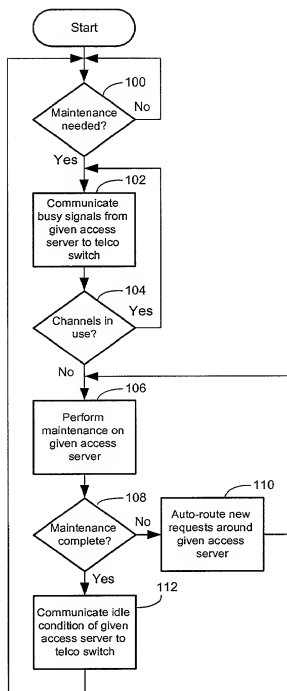 Start
100
Maintenance
needed?
No
Yes
102
Communicate
busy signals from
given access
server to telco
switch
104
Channels in
use?
Yes
No
106
Perform
maintenance on
given access
server
108
Maintenance
complete?
No
110
Auto-route new
requests around
given access
server
Yes
112
Communicate idle
condition of given
access server to
telco switch